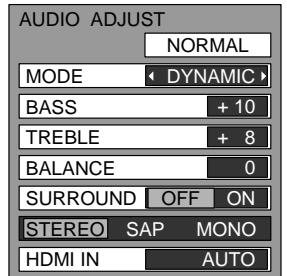 AUDIO ADJUST
NORMAL
MODE DYNAMIC
BASS + 10
TREBLE + 8
BALANCE 0
SURROUND OFF ON
STEREO SAP MONO
HDMI IN AUTO